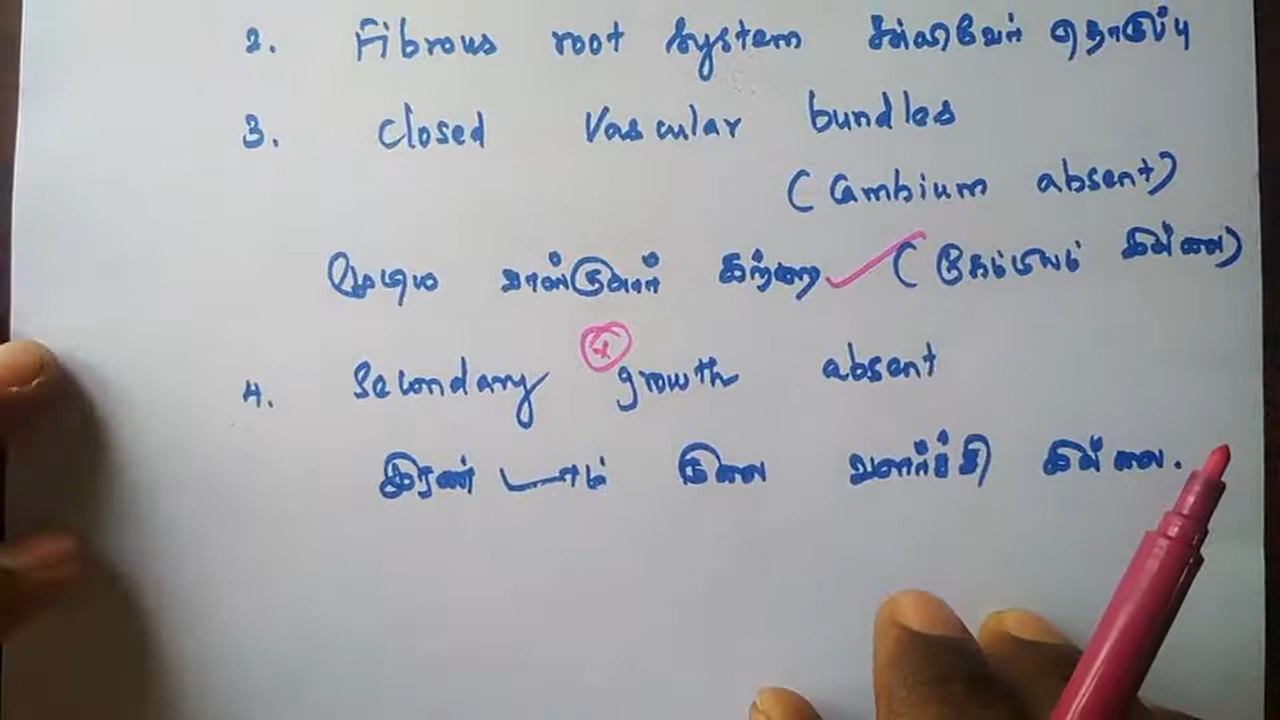 2. Fibrous root system சல்லிவேர் தொகுப்பு
3. Closed Vascular bundles
(Cambium absent)
மூடிய வாஸ்குலார் கற்றை (கேம்பியம் இல்லை)
4. Secondary growth absent
இரண்டாம் நிலை வளர்ச்சி இல்லை.